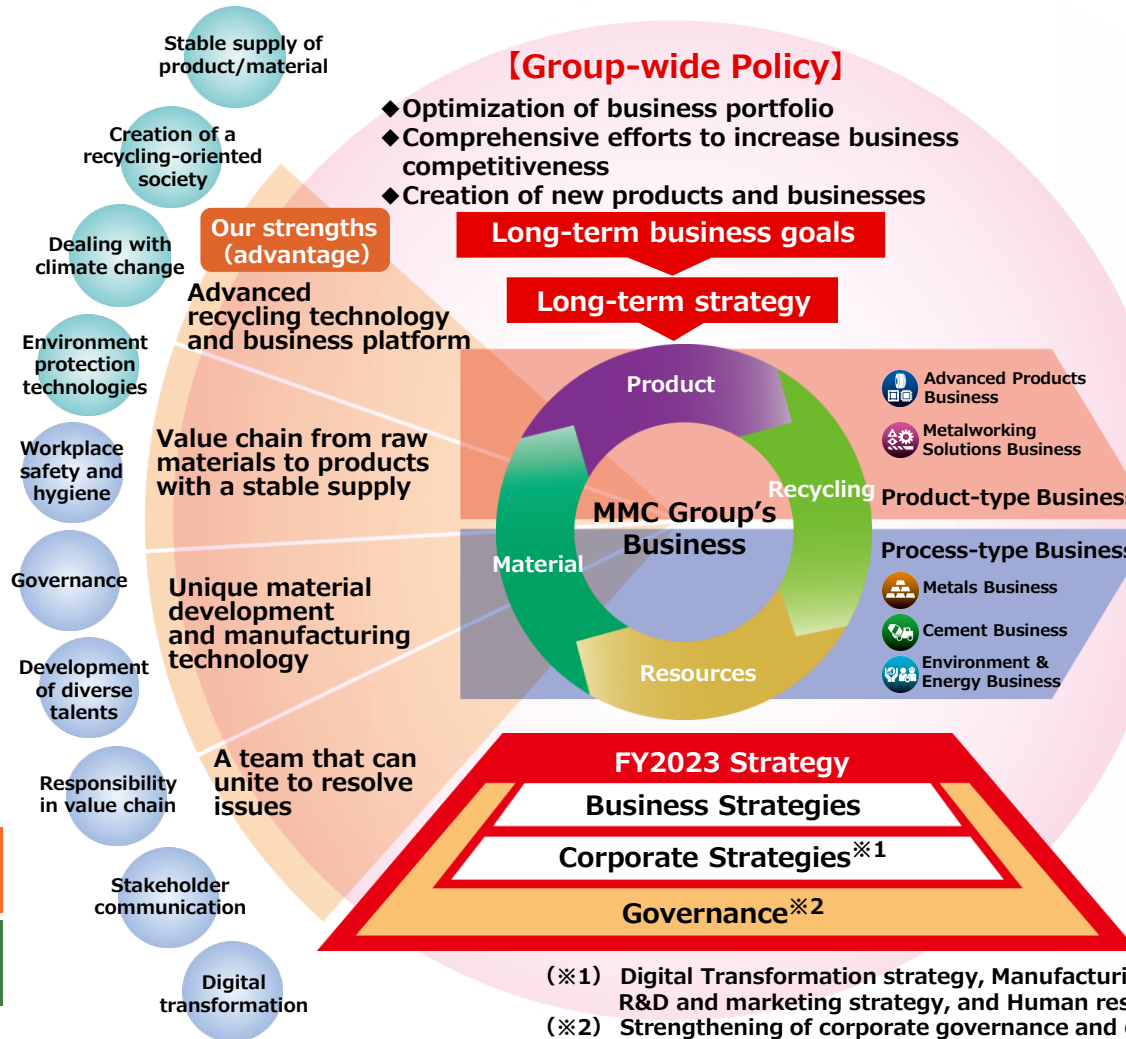 Stable supply of
product/material
Creation of a
recycling-oriented
society
Dealing with
climate change
Environment
protection
technologies
Workplace
safety and
hygiene
Governance
Development
of diverse
talents
Responsibility
in value chain
Stakeholder
communication
Digital
transformation
Our strengths
(advantage)
Advanced
recycling technology
and business platform
Value chain from raw
materials to products
with a stable supply
Unique material
development
and manufacturing
technology
A team that can
unite to resolve
issues
【Group-wide Policy】
◆Optimization of business portfolio
◆Comprehensive efforts to increase business
competitiveness
◆Creation of new products and businesses
Long-term business goals
Long-term strategy
Product
Recycling
Material
Resources
MMC Group’s
Business
Advanced Products
Business
Metalworking
Solutions Business
Product-type Business
Process-type Business
Metals Business
Cement Business
Environment &
Energy Business
FY2023 Strategy
Business Strategies
Corporate Strategies※1
Governance※2
(※1) Digital Transformation strategy,
R&D and marketing strategy, and Human
(※2) Strengthening of corporate governance and